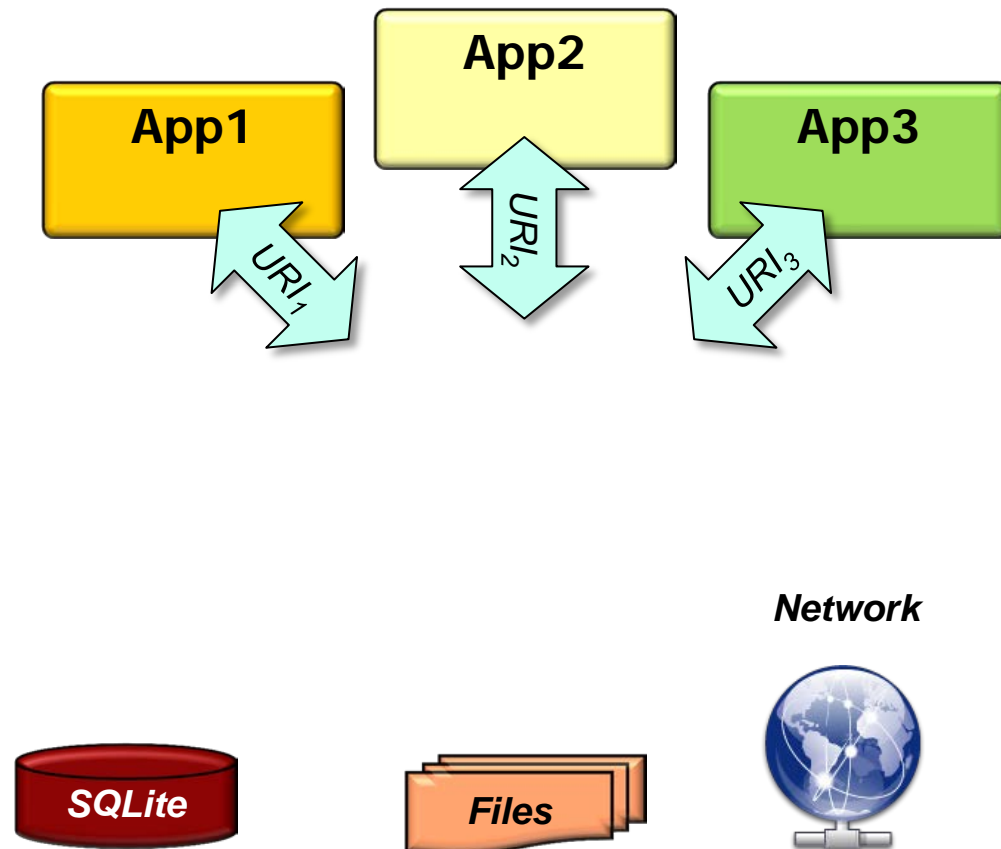 App1
App2
App3
URI₁
URI₂
URI₃
Network
SQLite
Files